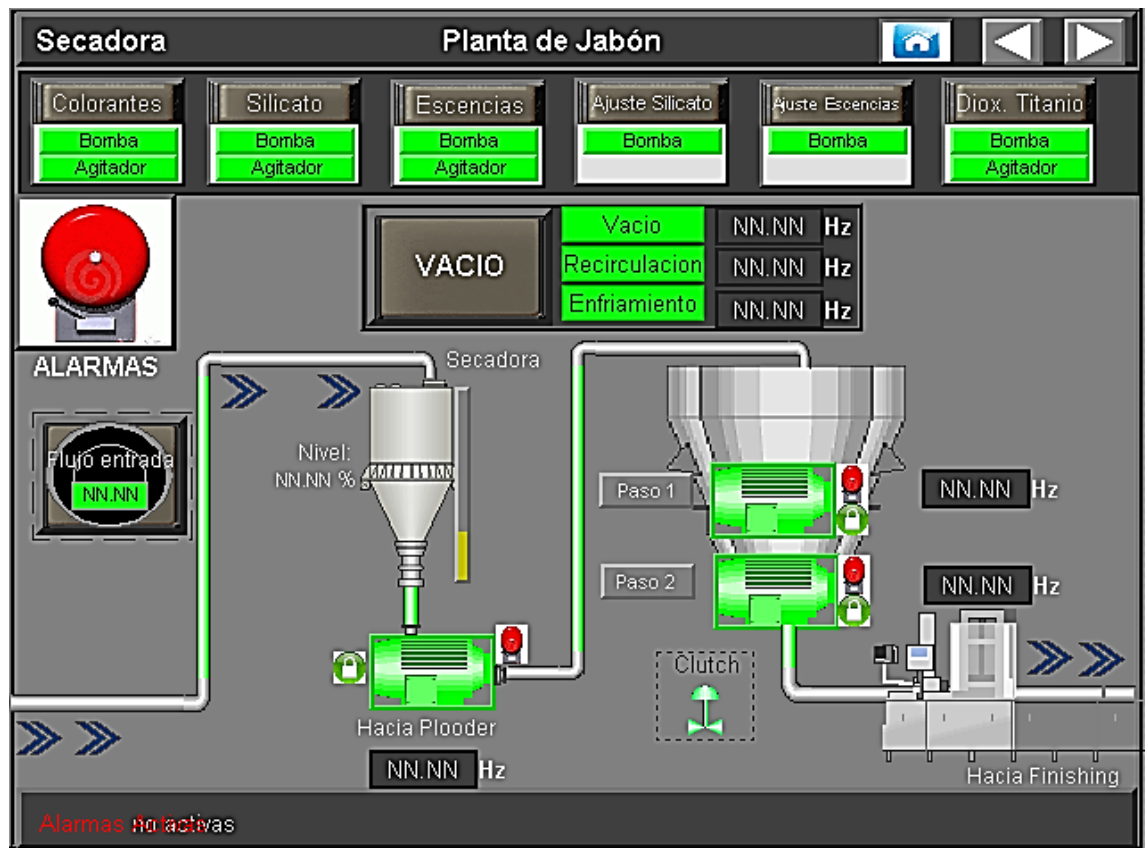 Secadora
Planta de Jabón
Colorantes
Bomba
Agitador
Silicato
Bomba
Agitador
Escencias
Bomba
Agitador
Ajuste Silicato
Bomba
Ajuste Escencias
Bomba
Diox. Titanio
Bomba
Agitador
ALARMAS
VACIO
Vacio NN.NN Hz
Recirculacion NN.NN Hz
Enfriamiento NN.NN Hz
Flujo entrada
NN.NN
Secadora
Nivel:
NN.NN %
Hacia Plooder
NN.NN Hz
Paso 1
NN.NN Hz
Paso 2
NN.NN Hz
Clutch
Hacia Finishing
Alarmas no activas